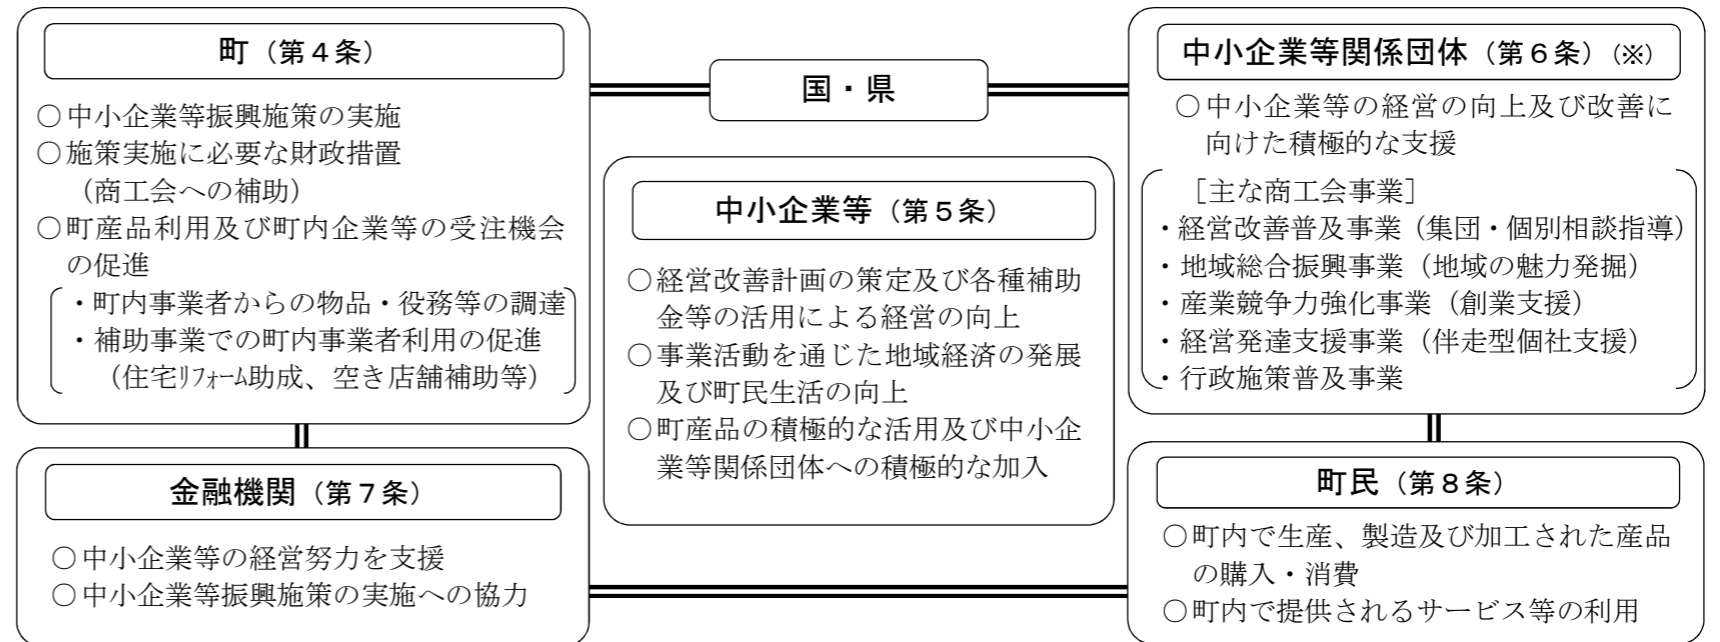 町（第４条）
○中小企業等振興施策の実施
○施策実施に必要な財政措置
（商工会への補助）
○町産品利用及び町内企業等の受注機会
の促進
・町内事業者からの物品・役務等の調達
・補助事業での町内事業者利用の促進
（住宅ﾘﾌｫｰﾑ助成、空き店舗補助等）
国・県
中小企業等関係団体（第６条）（※）
○中小企業等の経営の向上及び改善に
向けた積極的な支援
［主な商工会事業］
・経営改善普及事業（集団・個別相談指導）
・地域総合振興事業（地域の魅力発掘）
・産業競争力強化事業（創業支援）
・経営発達支援事業（伴走型個社支援）
・行政施策普及事業
中小企業等（第５条）
○経営改善計画の策定及び各種補助
金等の活用による経営の向上
○事業活動を通じた地域経済の発展
及び町民生活の向上
○町産品の積極的な活用及び中小企
業等関係団体への積極的な加入
金融機関（第７条）
○中小企業等の経営努力を支援
○中小企業等振興施策の実施への協力
町民（第８条）
○町内で生産、製造及び加工された産品
の購入・消費
○町内で提供されるサービス等の利用